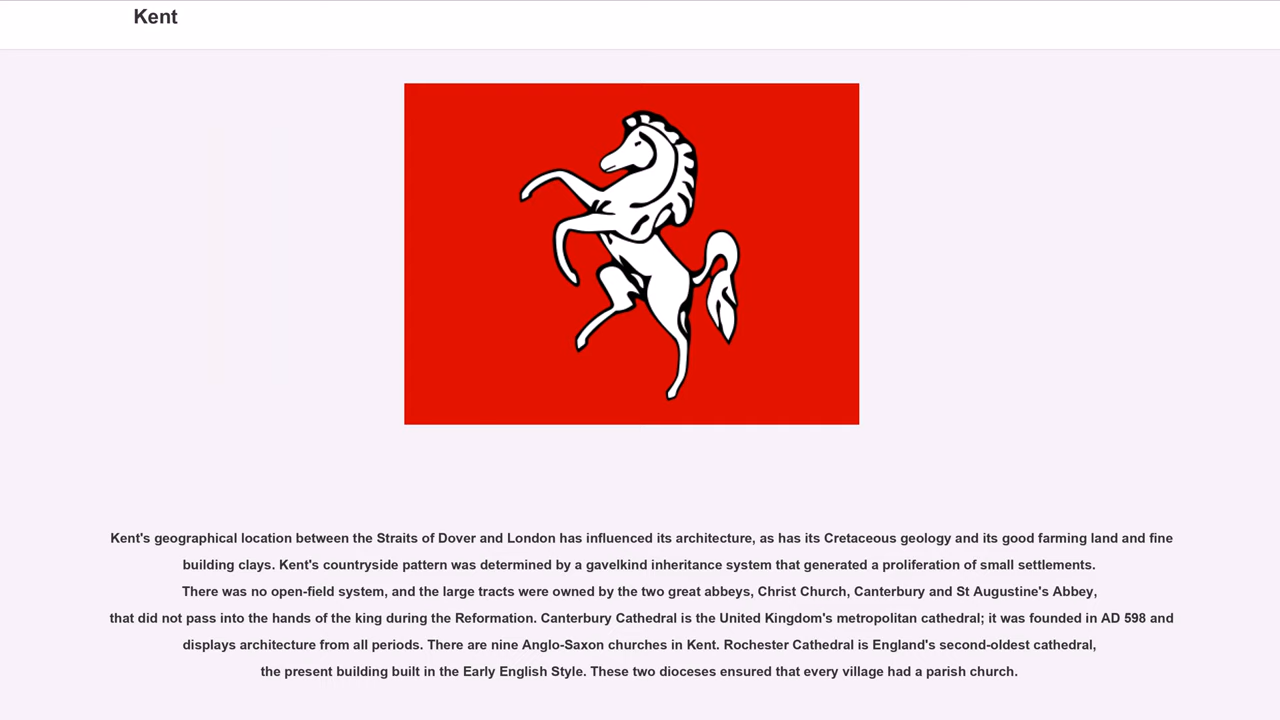 Kent
Kent's geographical location between the Straits of Dover and London has influenced its architecture, as has its Cretaceous geology and its good farming land and fine
building clays. Kent's countryside pattern was determined by a gavelkind inheritance system that generated a proliferation of small settlements.
There was no open-field system, and the large tracts were owned by the two great abbeys, Christ Church, Canterbury and St Augustine's Abbey,
that did not pass into the hands of the king during the Reformation. Canterbury Cathedral is the United Kingdom's metropolitan cathedral; it was founded in AD 598 and
displays architecture from all periods. There are nine Anglo-Saxon churches in Kent. Rochester Cathedral is England's second-oldest cathedral,
the present building built in the Early English Style. These two dioceses ensured that every village had a parish church.